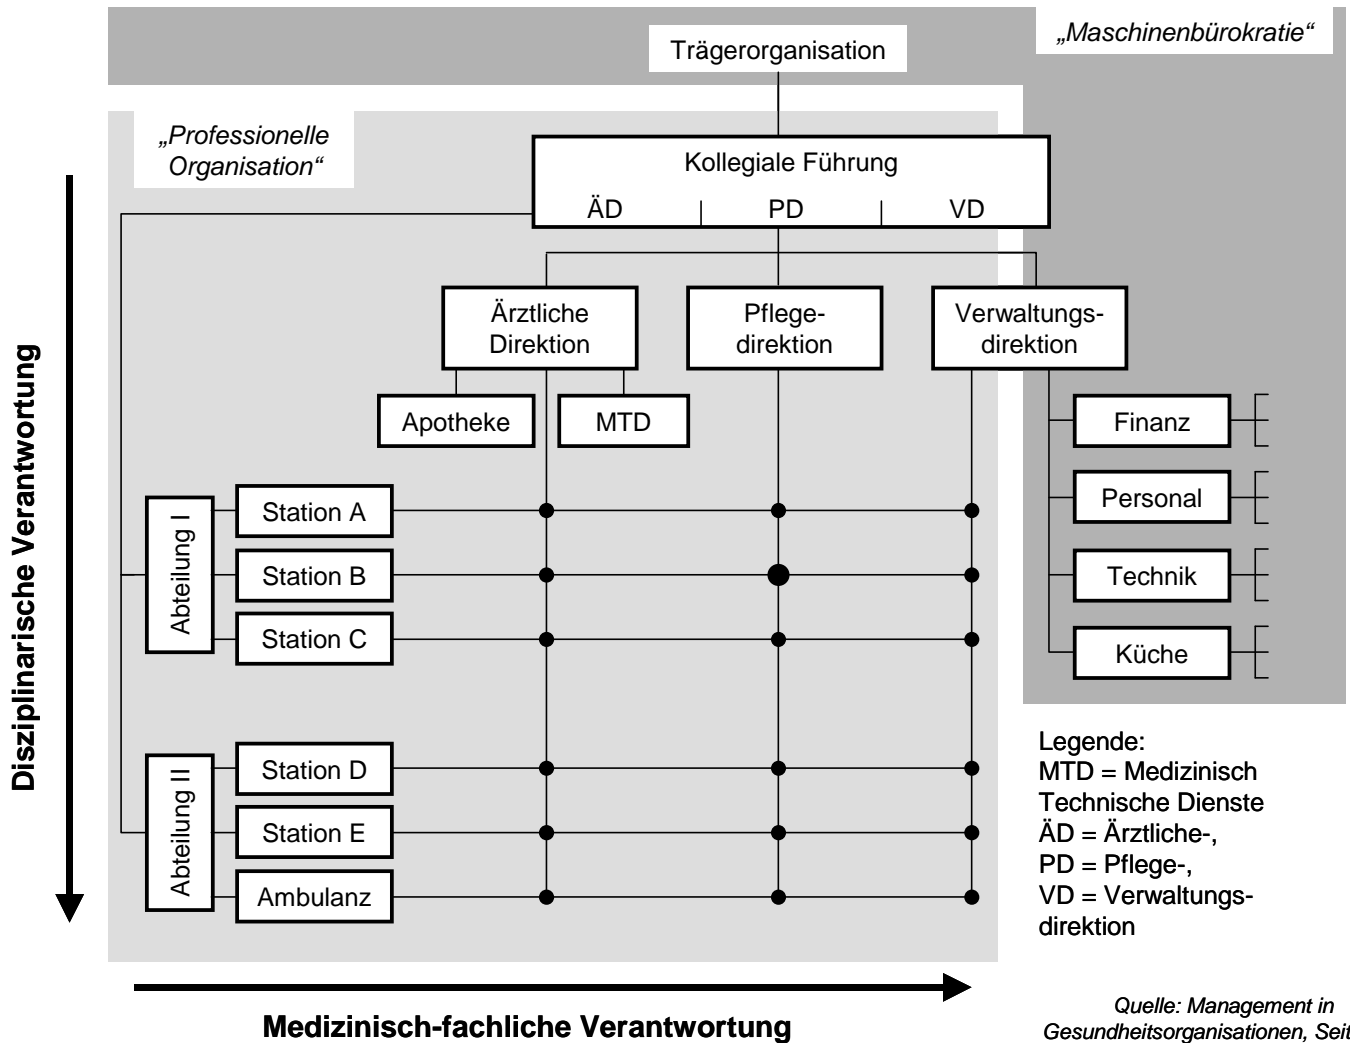 „Maschinenbürokratie“
Trägerorganisation
„Professionelle
Organisation“
Kollegiale Führung
ÄD | PD | VD
Ärztliche
Direktion
Pflege-
direktion
Verwaltungs-
direktion
Apotheke
MTD
Finanz
Personal
Technik
Küche
Disziplinarische Verantwortung
Abteilung I
Station A
Station B
Station C
Abteilung II
Station D
Station E
Ambulanz
Legende:
MTD = Medizinisch
Technische Dienste
ÄD = Ärztliche-,
PD = Pflege-,
VD = Verwaltungs-
direktion
Medizinisch-fachliche Verantwortung
Quelle: Management in
Gesundheitsorganisationen, Seit